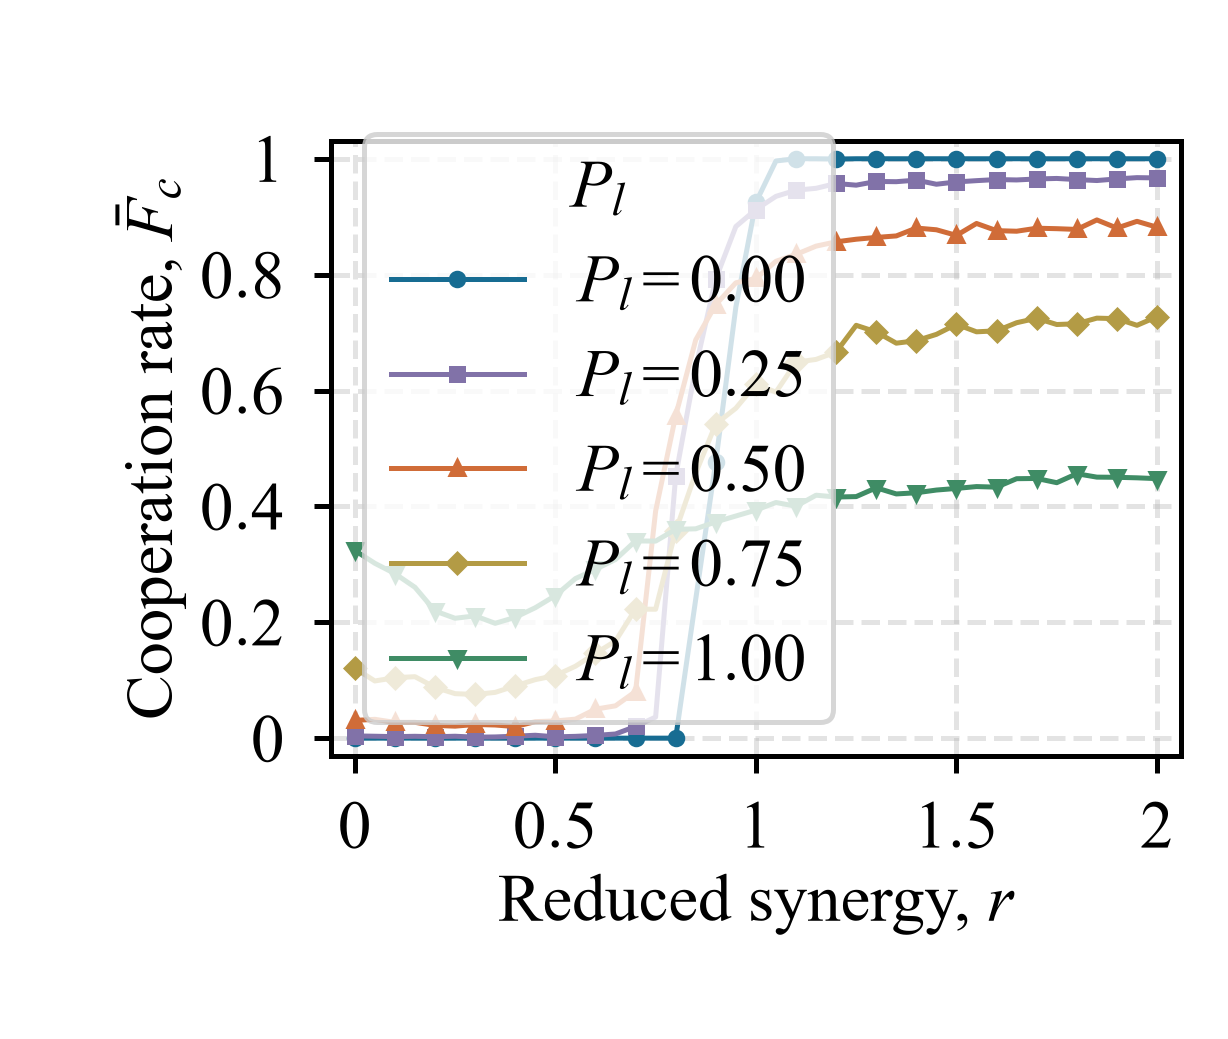 Cooperation rate, F̄_c
1
0.8
0.6
0.4
0.2
0
P_l
P_l = 0.00
P_l = 0.25
P_l = 0.50
P_l = 0.75
P_l = 1.00
0 0.5 1 1.5 2
Reduced synergy, r